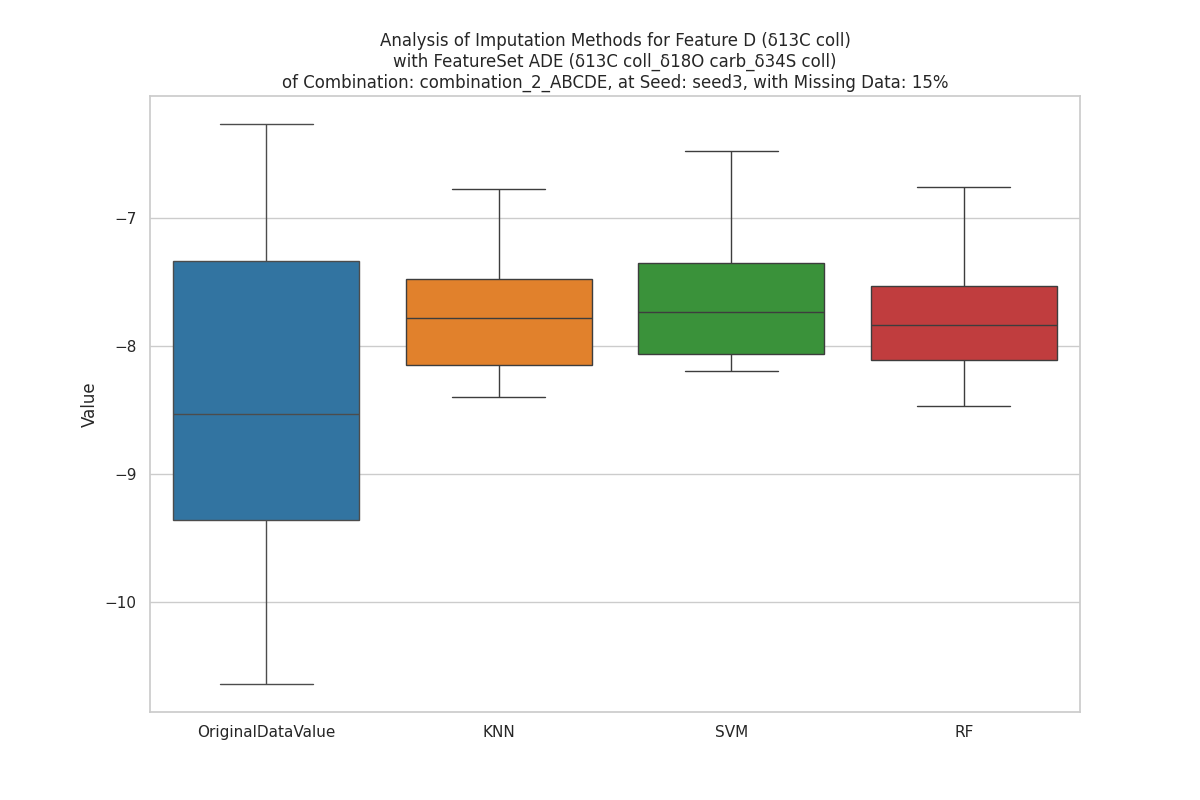 Analysis of Imputation Methods for Feature D (δ13C coll)
with FeatureSet ADE (δ13C coll_δ18O carb_δ34S coll)
of Combination: combination_2_ABCDE, at Seed: seed3, with Missing Data: 15%
Value
−7
−8
−9
−10
OriginalDataValue
KNN
SVM
RF